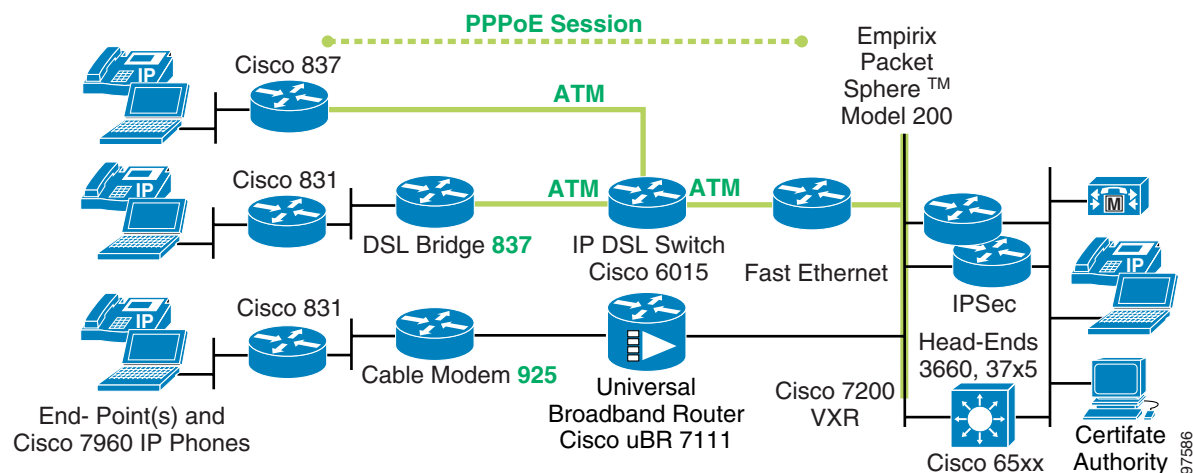 PPPoE Session
Empirix
Packet
Sphere TM
Model 200
IP
Cisco 837
ATM
IP
Cisco 831
DSL Bridge 837
ATM
ATM
IP DSL Switch
Cisco 6015
Fast Ethernet
M
IP
IPSec
Head-Ends
3660, 37x5
IP
Cisco 831
Cable Modem 925
Universal
Broadband Router
Cisco uBR 7111
Cisco 7200
VXR
End- Point(s) and
Cisco 7960 IP Phones
Cisco 65xx
Certifate
Authority
97586